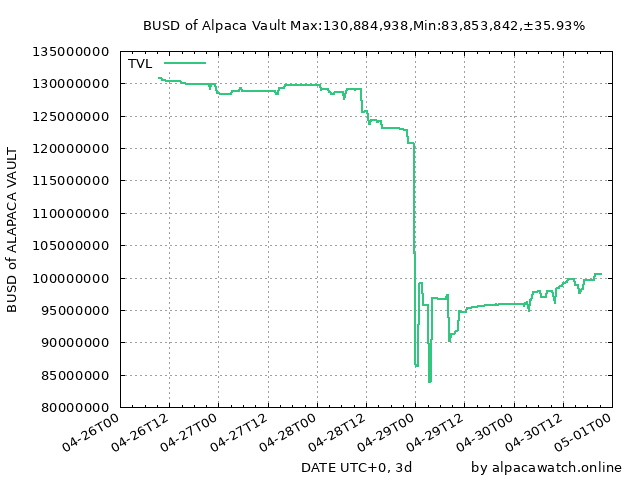 BUSD of Alpaca Vault Max:130,884,938,Min:83,853,842,±35.93%
TVL
135000000
130000000
125000000
120000000
115000000
110000000
105000000
100000000
95000000
90000000
85000000
80000000
BUSD of ALAPACA VAULT
04-26T00
04-26T12
04-27T00
04-27T12
04-28T00
04-28T12
04-29T00
04-29T12
04-30T00
04-30T12
05-01T00
DATE UTC+0, 3d
by alpacawatch.online